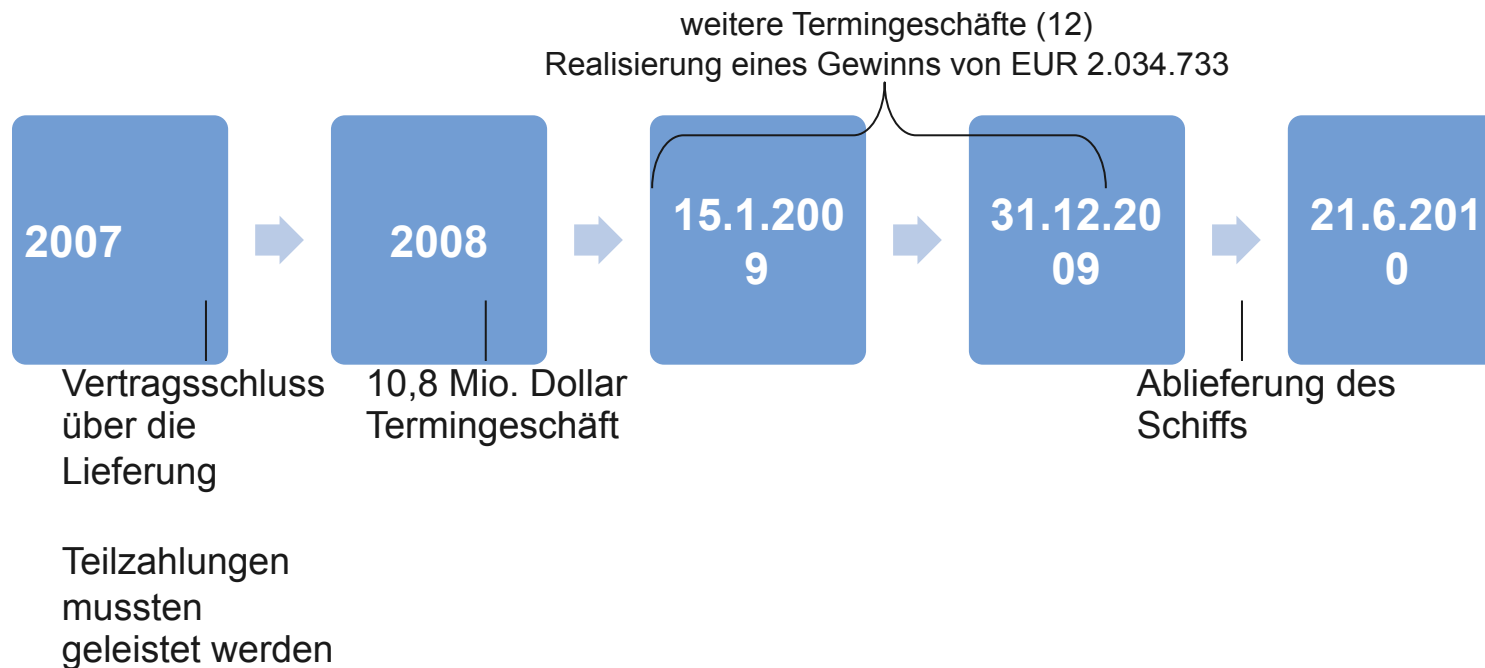 weitere Termingeschäfte (12)
Realisierung eines Gewinns von EUR 2.034.733
2007
2008
15.1.200
9
31.12.20
09
21.6.201
0
Vertragsschluss
über die
Lieferung
Teilzahlungen
mussten
geleistet werden
10,8 Mio. Dollar
Termingeschäft
Ablieferung des
Schiffs